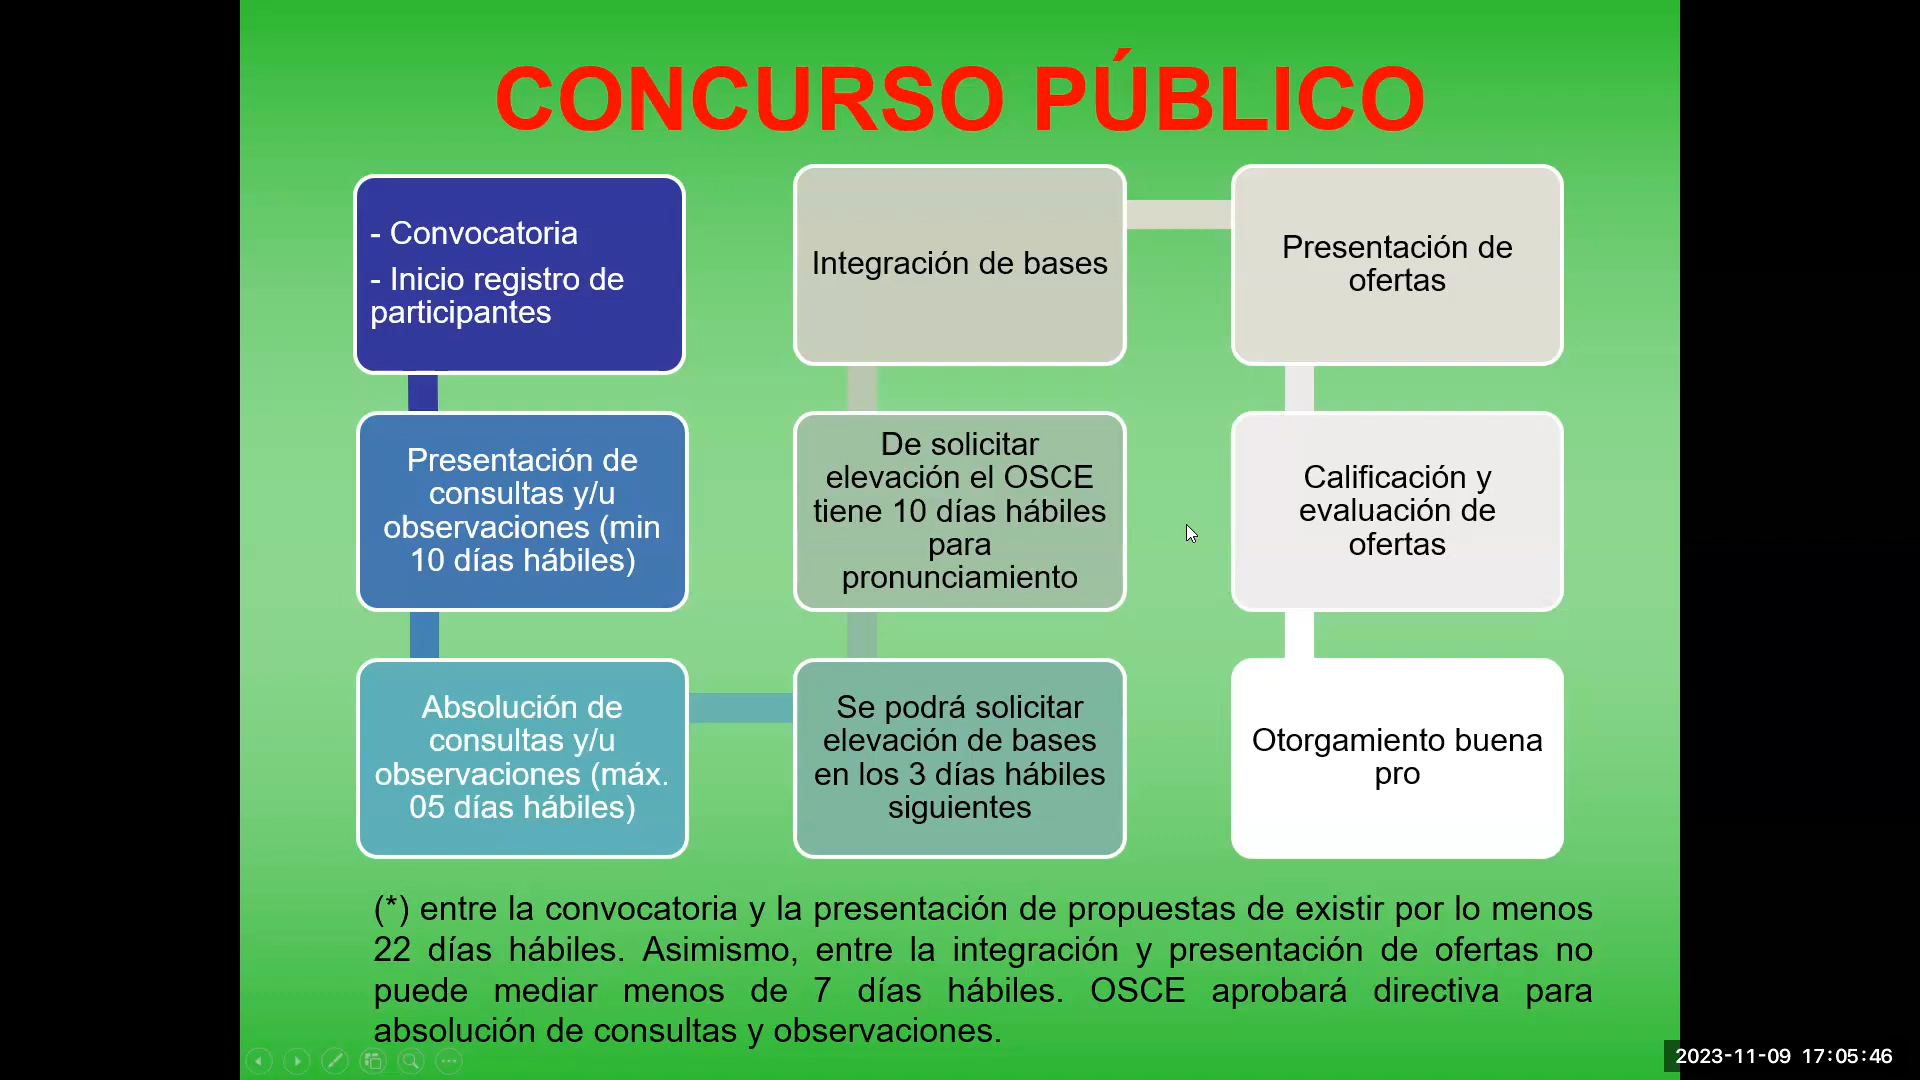 CONCURSO PÚBLICO
- Convocatoria
- Inicio registro de
participantes
Presentación de
consultas y/u
observaciones (min
10 días hábiles)
Absolución de
consultas y/u
observaciones (máx.
05 días hábiles)
Se podrá solicitar
elevación de bases
en los 3 días hábiles
siguientes
De solicitar
elevación el OSCE
tiene 10 días hábiles
para
pronunciamiento
Integración de bases
Presentación de
ofertas
Calificación y
evaluación de
ofertas
Otorgamiento buena
pro
(*) entre la convocatoria y la presentación de propuestas de existir por lo menos
22 días hábiles. Asimismo, entre la integración y presentación de ofertas no
puede mediar menos de 7 días hábiles. OSCE aprobará directiva para
absolución de consultas y observaciones.
2023-11-09 17:05:46